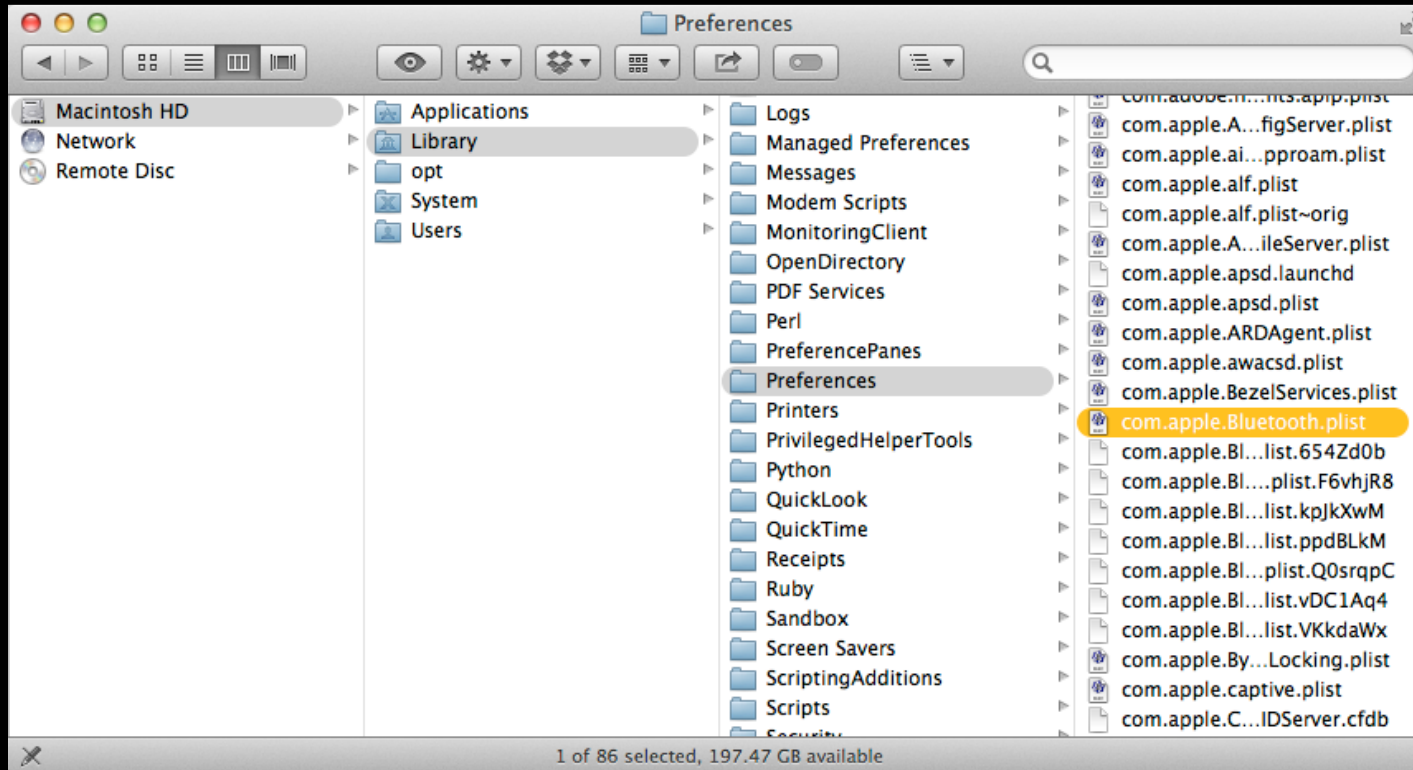 Preferences
Macintosh HD
Network
Remote Disc
Applications
Library
opt
System
Users
Logs
Managed Preferences
Messages
Modem Scripts
MonitoringClient
OpenDirectory
PDF Services
Perl
PreferencePanes
Preferences
Printers
PrivilegedHelperTools
Python
QuickLook
QuickTime
Receipts
Ruby
Sandbox
Screen Savers
ScriptingAdditions
Scripts
Security
com.apple.A...figServer.plist
com.apple.ai...pproam.plist
com.apple.alf.plist
com.apple.alf.plist~orig
com.apple.A...ileServer.plist
com.apple.apsd.launchd
com.apple.apsd.plist
com.apple.ARDAgent.plist
com.apple.awacsd.plist
com.apple.BezelServices.plist
com.apple.Bluetooth.plist
com.apple.Bl...list.654Zd0b
com.apple.Bl....plist.F6vhjR8
com.apple.Bl...list.kpJkXwM
com.apple.Bl...list.ppdBLkM
com.apple.Bl...plist.Q0srqpC
com.apple.Bl...list.vDC1Aq4
com.apple.Bl...list.VKkdaWx
com.apple.By...Locking.plist
com.apple.captive.plist
com.apple.C...IDServer.cfdb
1 of 86 selected, 197.47 GB available